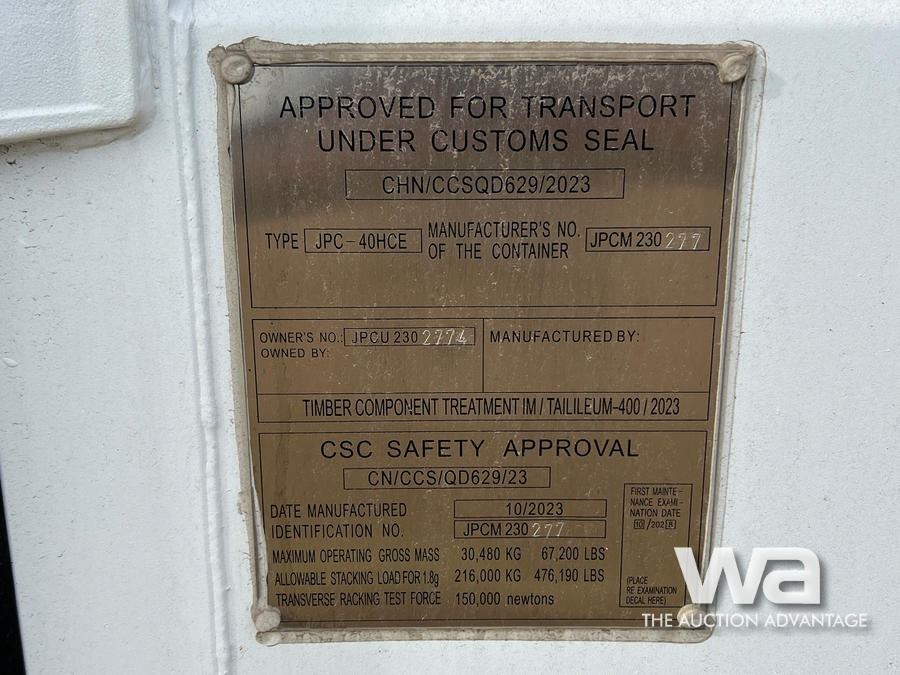 APPROVED FOR TRANSPORT
UNDER CUSTOMS SEAL
CHN/CCSQD629/2023
TYPE JPC-40HCE MANUFACTURER'S NO. OF THE CONTAINER JPCM 230277
OWNER'S NO.: JPCU 2302774
OWNED BY:
MANUFACTURED BY:
TIMBER COMPONENT TREATMENT IM / TAILILEUM-400 / 2023
CSC SAFETY APPROVAL
CN/CCS/QD629/23
DATE MANUFACTURED 10/2023
IDENTIFICATION NO. JPCM 230277
MAXIMUM OPERATING GROSS MASS 30,480 KG 67,200 LBS
ALLOWABLE STACKING LOAD FOR 1.8g 216,000 KG 476,190 LBS
TRANSVERSE RACKING TEST FORCE 150,000 newtons
FIRST MAINTE-
NANCE EXAMI-
NATION DATE
10 /202
(PLACE
RE EXAMINATION
DECAL HERE)
wa
THE AUCTION ADVANTAGE